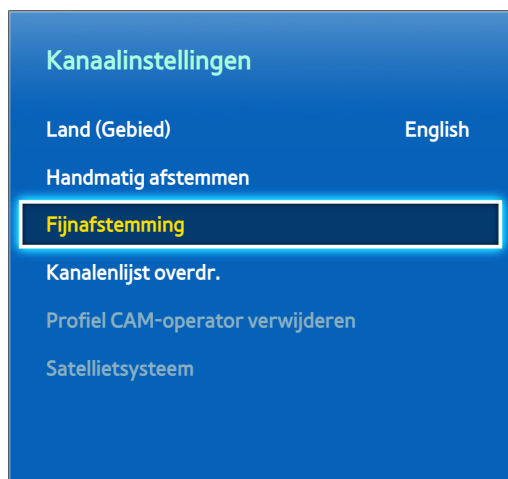 Kanaalinstellingen
Land (Gebied) English
Handmatig afstemmen
Fijnafstemming
Kanalenlijst overdr.
Profiel CAM-operator verwijderen
Satellietsysteem